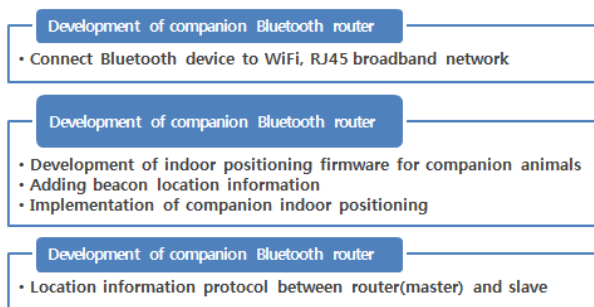 Development of companion Bluetooth router
• Connect Bluetooth device to WiFi, RJ45 broadband network
Development of companion Bluetooth router
• Development of indoor positioning firmware for companion animals
• Adding beacon location information
• Implementation of companion indoor positioning
Development of companion Bluetooth router
• Location information protocol between router(master) and slave